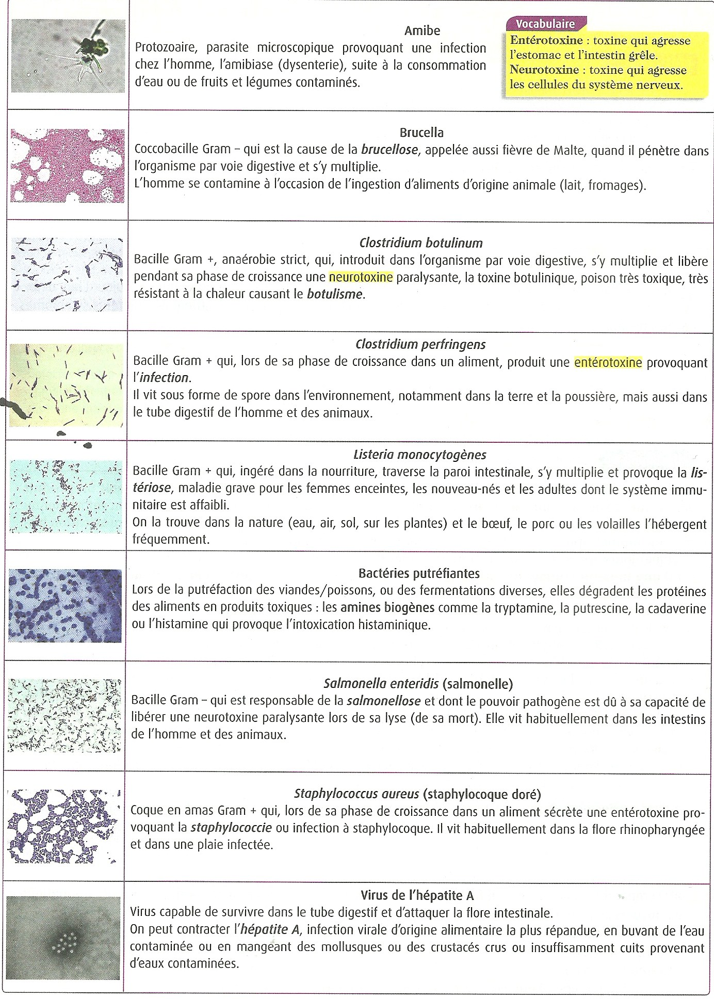 Amibe
Protozoaire, parasite microscopique provoquant une infection
chez l'homme, l'amibiase (dysenterie), suite à la consommation
d'eau ou de fruits et légumes contaminés.
Vocabulaire
Entérotoxine : toxine qui agresse
l'estomac et l'intestin grêle.
Neurotoxine : toxine qui agresse
les cellules du système nerveux.
Brucella
Coccobacille Gram – qui est la cause de la brucellose, appelée aussi fièvre de Malte, quand il pénètre dans
l'organisme par voie digestive et s'y multiplie.
L'homme se contamine à l'occasion de l'ingestion d'aliments d'origine animale (lait, fromages).
Clostridium botulinum
Bacille Gram +, anaérobie strict, qui, introduit dans l'organisme par voie digestive, s'y multiplie et libère
pendant sa phase de croissance une neurotoxine paralysante, la toxine botulinique, poison très toxique, très
résistant à la chaleur causant le botulisme.
Clostridium perfringens
Bacille Gram + qui, lors de sa phase de croissance dans un aliment, produit une entérotoxine provoquant
l'infection.
Il vit sous forme de spore dans l'environnement, notamment dans la terre et la poussière, mais aussi dans
le tube digestif de l'homme et des animaux.
Listeria monocytogènes
Bacille Gram + qui, ingéré dans la nourriture, traverse la paroi intestinale, s'y multiplie et provoque la lis-
tériose, maladie grave pour les femmes enceintes, les nouveau-nés et les adultes dont le système immu-
nitaire est affaibli.
On la trouve dans la nature (eau, air, sol, sur les plantes) et le bœuf, le porc ou les volailles l'hébergent
fréquemment.
Bactéries putréfiantes
Lors de la putréfaction des viandes/poissons, ou des fermentations diverses, elles dégradent les protéines
des aliments en produits toxiques : les amines biogènes comme la tryptamine, la putrescine, la cadaverine
ou l'histamine qui provoque l'intoxication histaminique.
Salmonella enteridis (salmonelle)
Bacille Gram – qui est responsable de la salmonellose et dont le pouvoir pathogène est dû à sa capacité de
libérer une neurotoxine paralysante lors de sa lyse (de sa mort). Elle vit habituellement dans les intestins
de l'homme et des animaux.
Staphylococcus aureus (staphylocoque doré)
Coque en amas Gram + qui, lors de sa phase de croissance dans un aliment sécrète une entérotoxine pro-
voquant la staphylococcie ou infection à staphylocoque. Il vit habituellement dans la flore rhinopharyngée
et dans une plaie infectée.
Virus de l'hépatite A
Virus capable de survivre dans le tube digestif et d'attaquer la flore intestinale.
On peut contracter l'hépatite A, infection virale d'origine alimentaire la plus répandue, en buvant de l'eau
contaminée ou en mangeant des mollusques ou des crustacés crus ou insuffisamment cuits provenant
d'eaux contaminées.